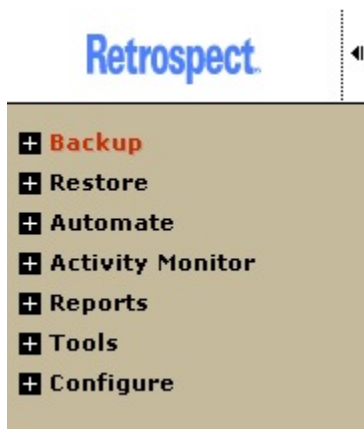 Retrospect.
Backup
Restore
Automate
Activity Monitor
Reports
Tools
Configure